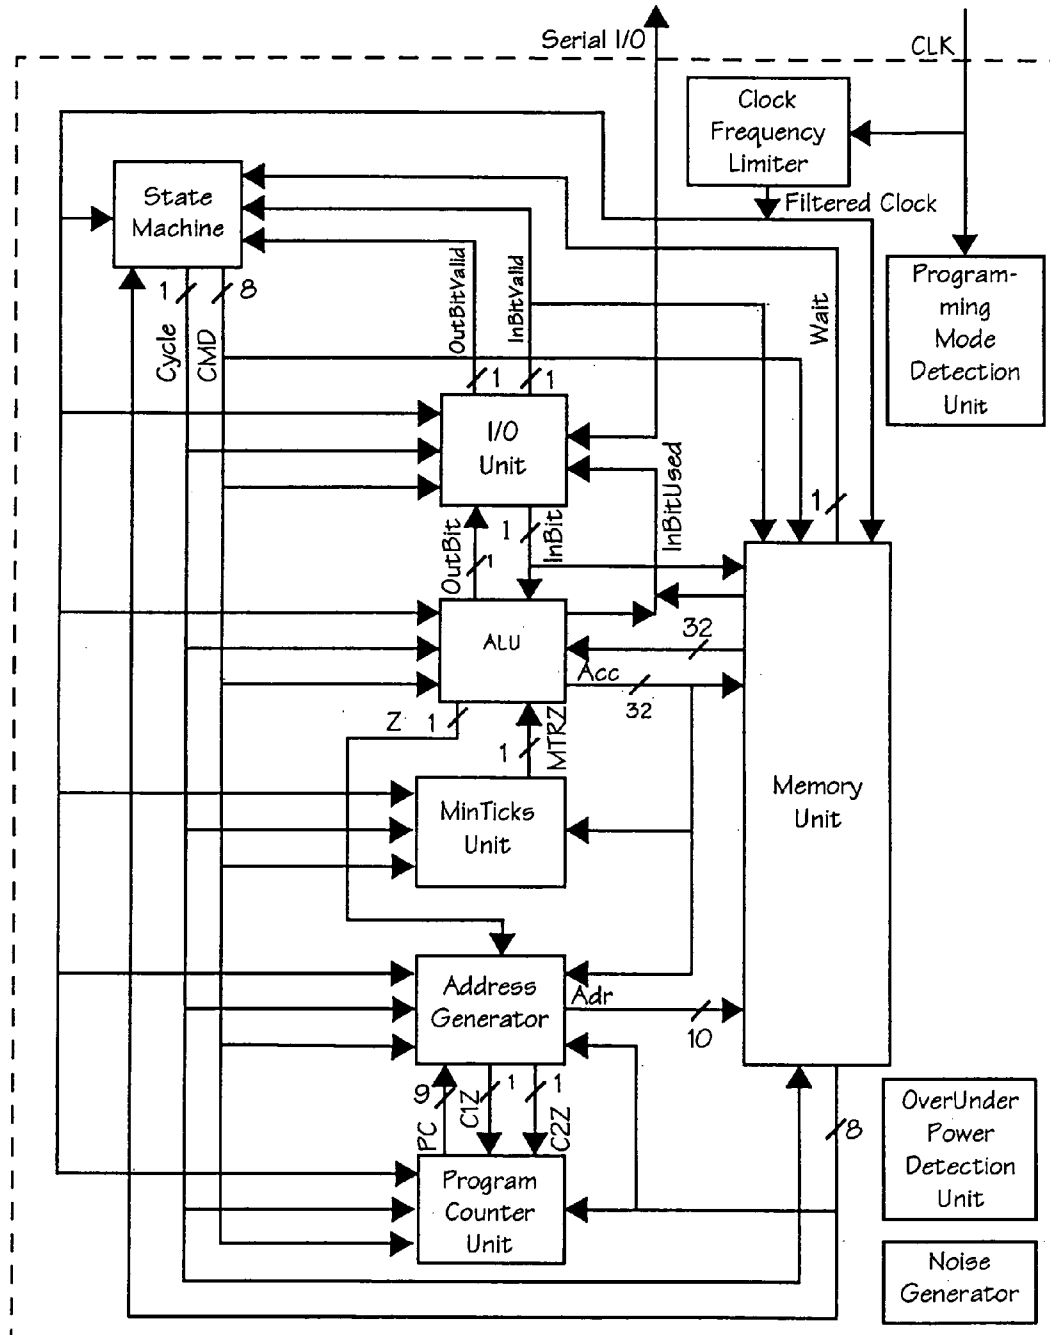 Serial I/O
CLK
Clock
Frequency
Limiter
Filtered Clock
State
Machine
Program-
ming
Mode
Detection
Unit
1
8
Cycle
CMD
OutBitValid
InBitValid
Wait
1
1
1
I/O
Unit
InBitUsed
OutBit
1
1
InBit
ALU
32
Acc
32
Z
1
1
MTRZ
MinTicks
Unit
Memory
Unit
Address
Generator
Adr
10
9
PC
C1Z
1
1
C2Z
8
Program
Counter
Unit
OverUnder
Power
Detection
Unit
Noise
Generator